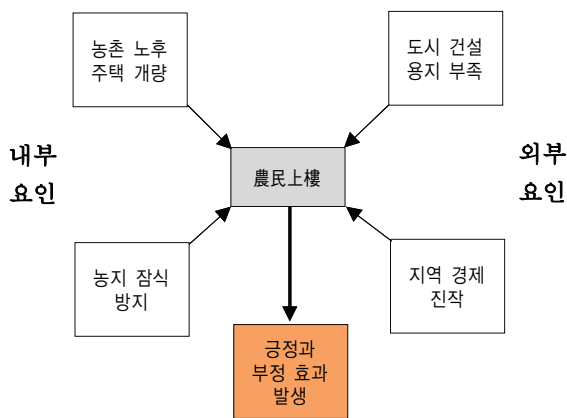 농촌 노후
주택 개량
도시 건설
용지 부족
내부
요인
農民上樓
외부
요인
농지 잠식
방지
지역 경제
진작
긍정과
부정 효과
발생